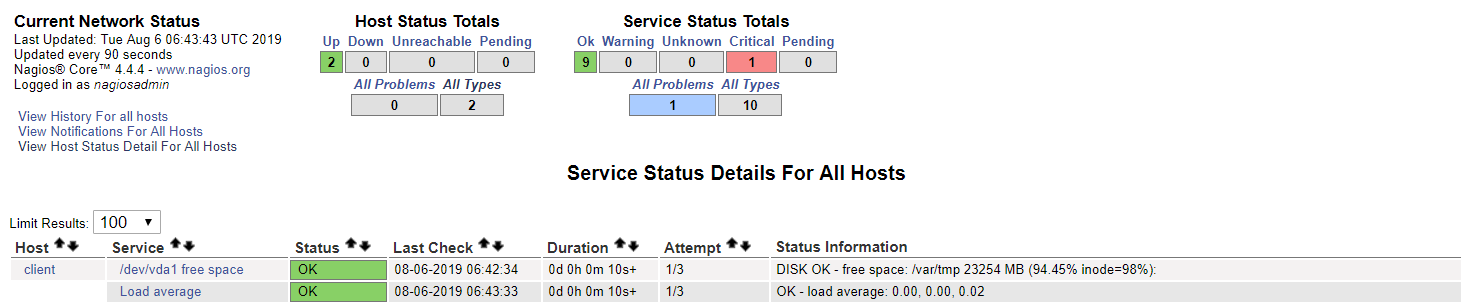 Current Network Status
Last Updated: Tue Aug 6 06:43:43 UTC 2019
Updated every 90 seconds
Nagios® Core™ 4.4.4 - www.nagios.org
Logged in as nagiosadmin
View History For all hosts
View Notifications For All Hosts
View Host Status Detail For All Hosts
Host Status Totals
Up Down Unreachable Pending
2 0 0 0
All Problems All Types
0 2
Service Status Totals
Ok Warning Unknown Critical Pending
9 0 0 1 0
All Problems All Types
1 10
Service Status Details For All Hosts
Limit Results: 100
Host Service Status Last Check Duration Attempt Status Information
client /dev/vda1 free space OK 08-06-2019 06:42:34 0d 0h 0m 10s+ 1/3 DISK OK - free space: /var/tmp 23254 MB (94.45% inode=98%):
Load average OK 08-06-2019 06:43:33 0d 0h 0m 10s+ 1/3 OK - load average: 0.00, 0.00, 0.02